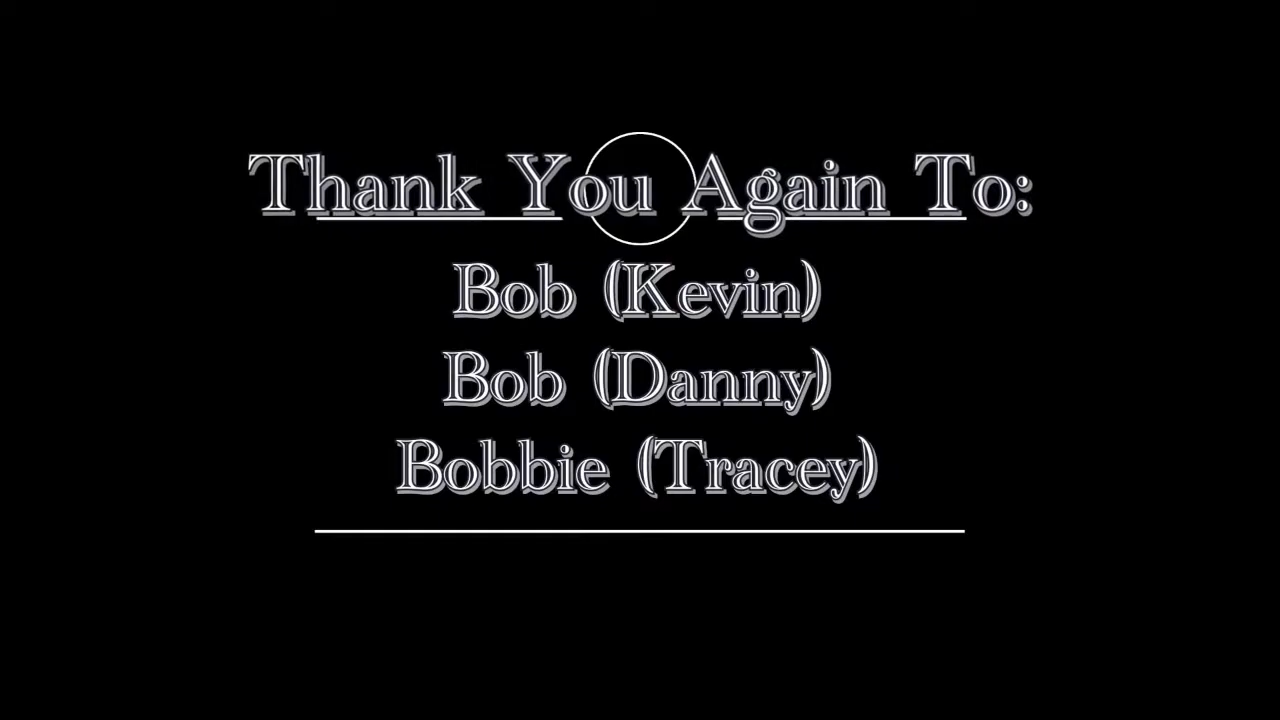 Thank You Again To:
Bob (Kevin)
Bob (Danny)
Bobbie (Tracey)